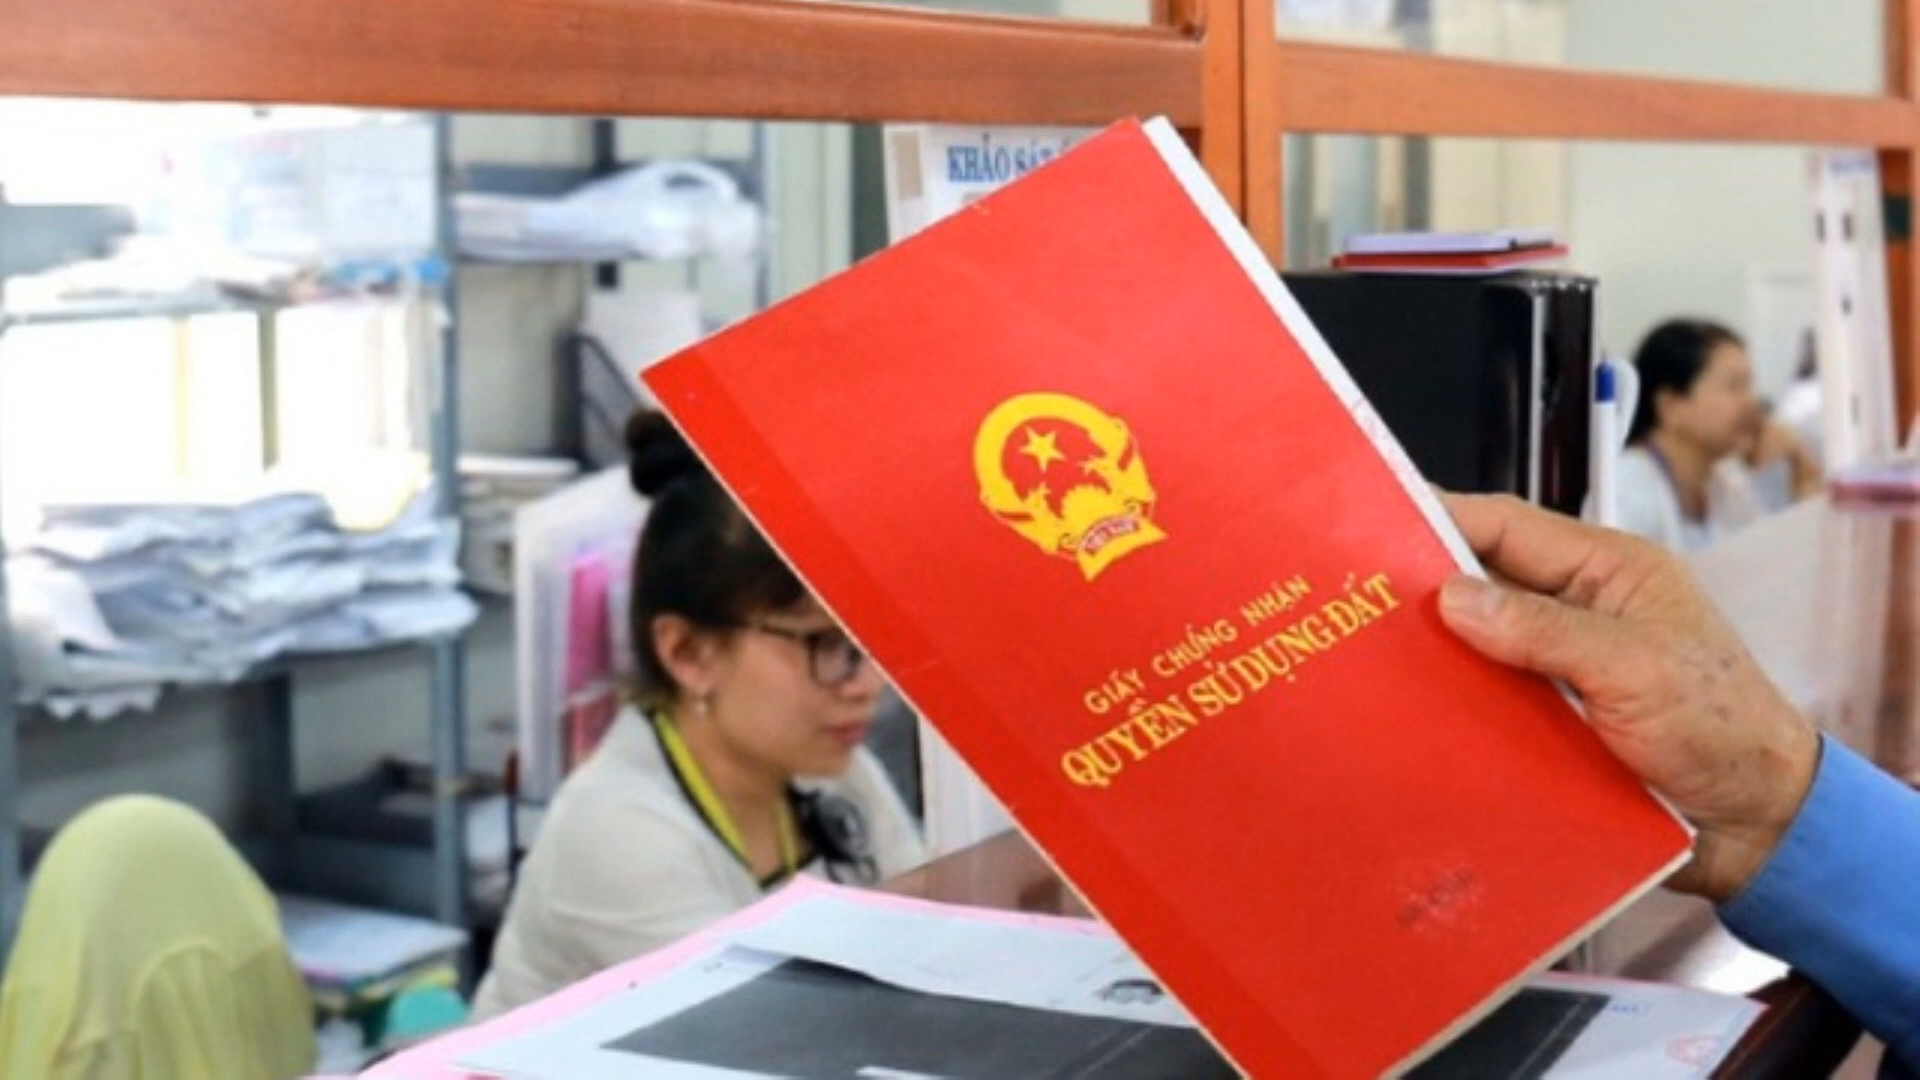 KHẢO SÁT
GIẤY CHỨNG NHẬN
QUYỀN SỬ DỤNG ĐẤT